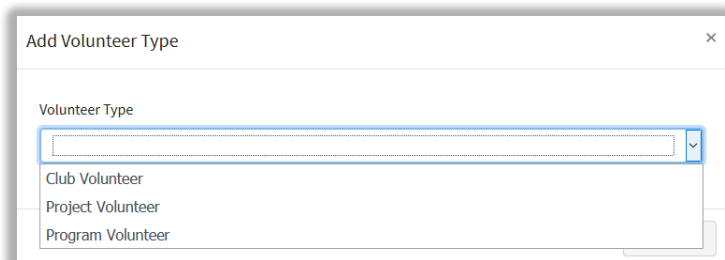 Add Volunteer Type
×
Volunteer Type
Club Volunteer
Project Volunteer
Program Volunteer